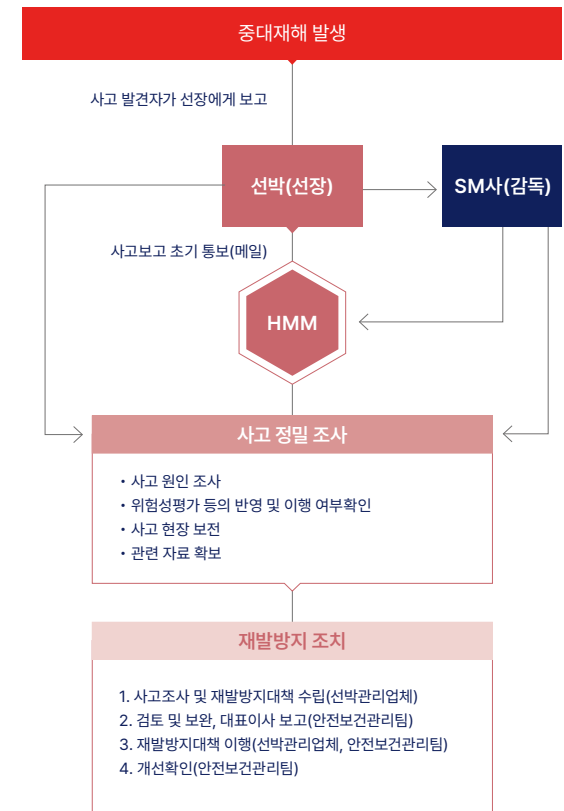 중대재해 발생
사고 발견자가 선장에게 보고
선박(선장)
SM사(감독)
사고보고 초기 통보(메일)
HMM
사고 정밀 조사
• 사고 원인 조사
• 위험성평가 등의 반영 및 이행 여부확인
• 사고 현장 보전
• 관련 자료 확보
재발방지 조치
1. 사고조사 및 재발방지대책 수립(선박관리업체)
2. 검토 및 보완, 대표이사 보고(안전보건관리팀)
3. 재발방지대책 이행(선박관리업체, 안전보건관리팀)
4. 개선확인(안전보건관리팀)